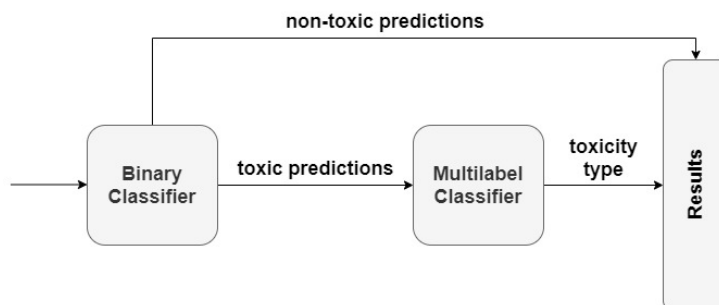 non-toxic predictions
Binary
Classifier
toxic predictions
Multilabel
Classifier
toxicity
type
Results